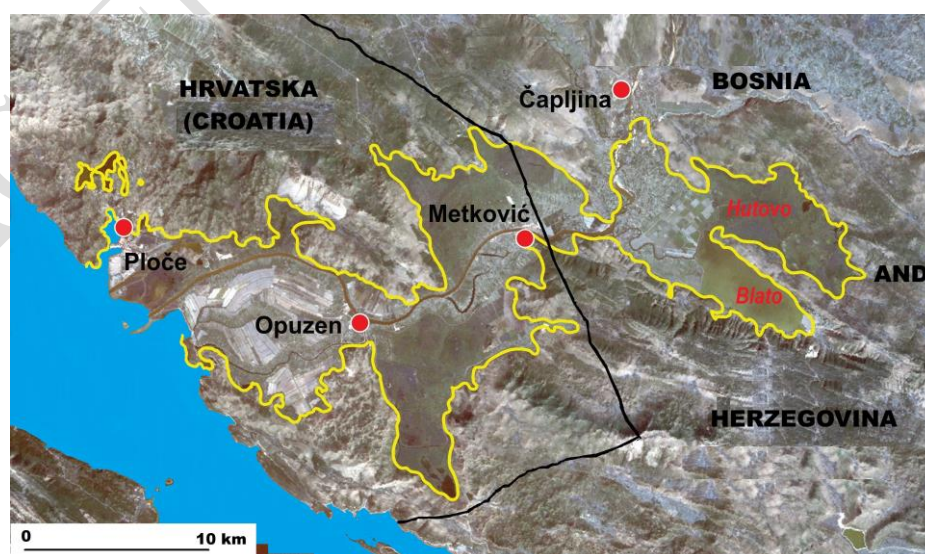 HRVATSKA
(CROATIA)
Čapljina
BOSNIA
Metković
Hutovo
Ploče
AND
Blato
Opuzen
HERZEGOVINA
0 10 km